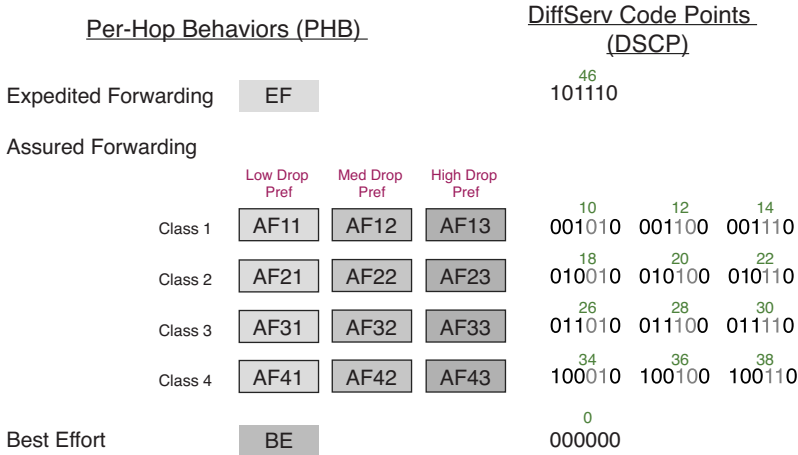 Per-Hop Behaviors (PHB)
DiffServ Code Points
(DSCP)
Expedited Forwarding EF
46
101110
Assured Forwarding
Low Drop Pref Med Drop Pref High Drop Pref
10 12 14
Class 1 AF11 AF12 AF13 001010 001100 001110
18 20 22
Class 2 AF21 AF22 AF23 010010 010100 010110
26 28 30
Class 3 AF31 AF32 AF33 011010 011100 011110
34 36 38
Class 4 AF41 AF42 AF43 100010 100100 100110
0
Best Effort BE 000000